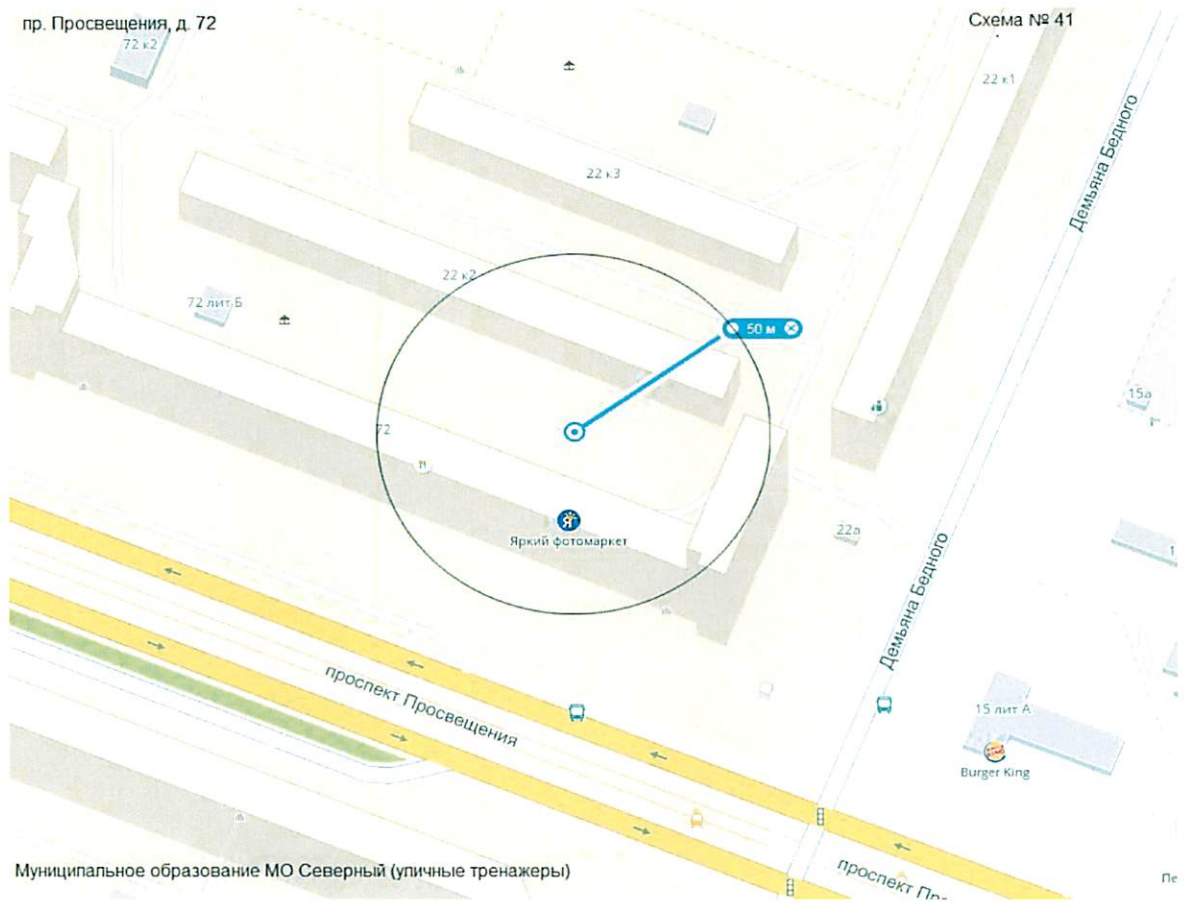 пр. Просвещения, д. 72
Схема № 41
72 к2
22 к1
Демьяна Бедного
22 к3
22 к2
72 лит Б
50 м
15а
72
Яркий фотомаркет
22а
Демьяна Бедного
проспект Просвещения
15 лит А
Burger King
Муниципальное образование МО Северный (уличные тренажеры)
проспект